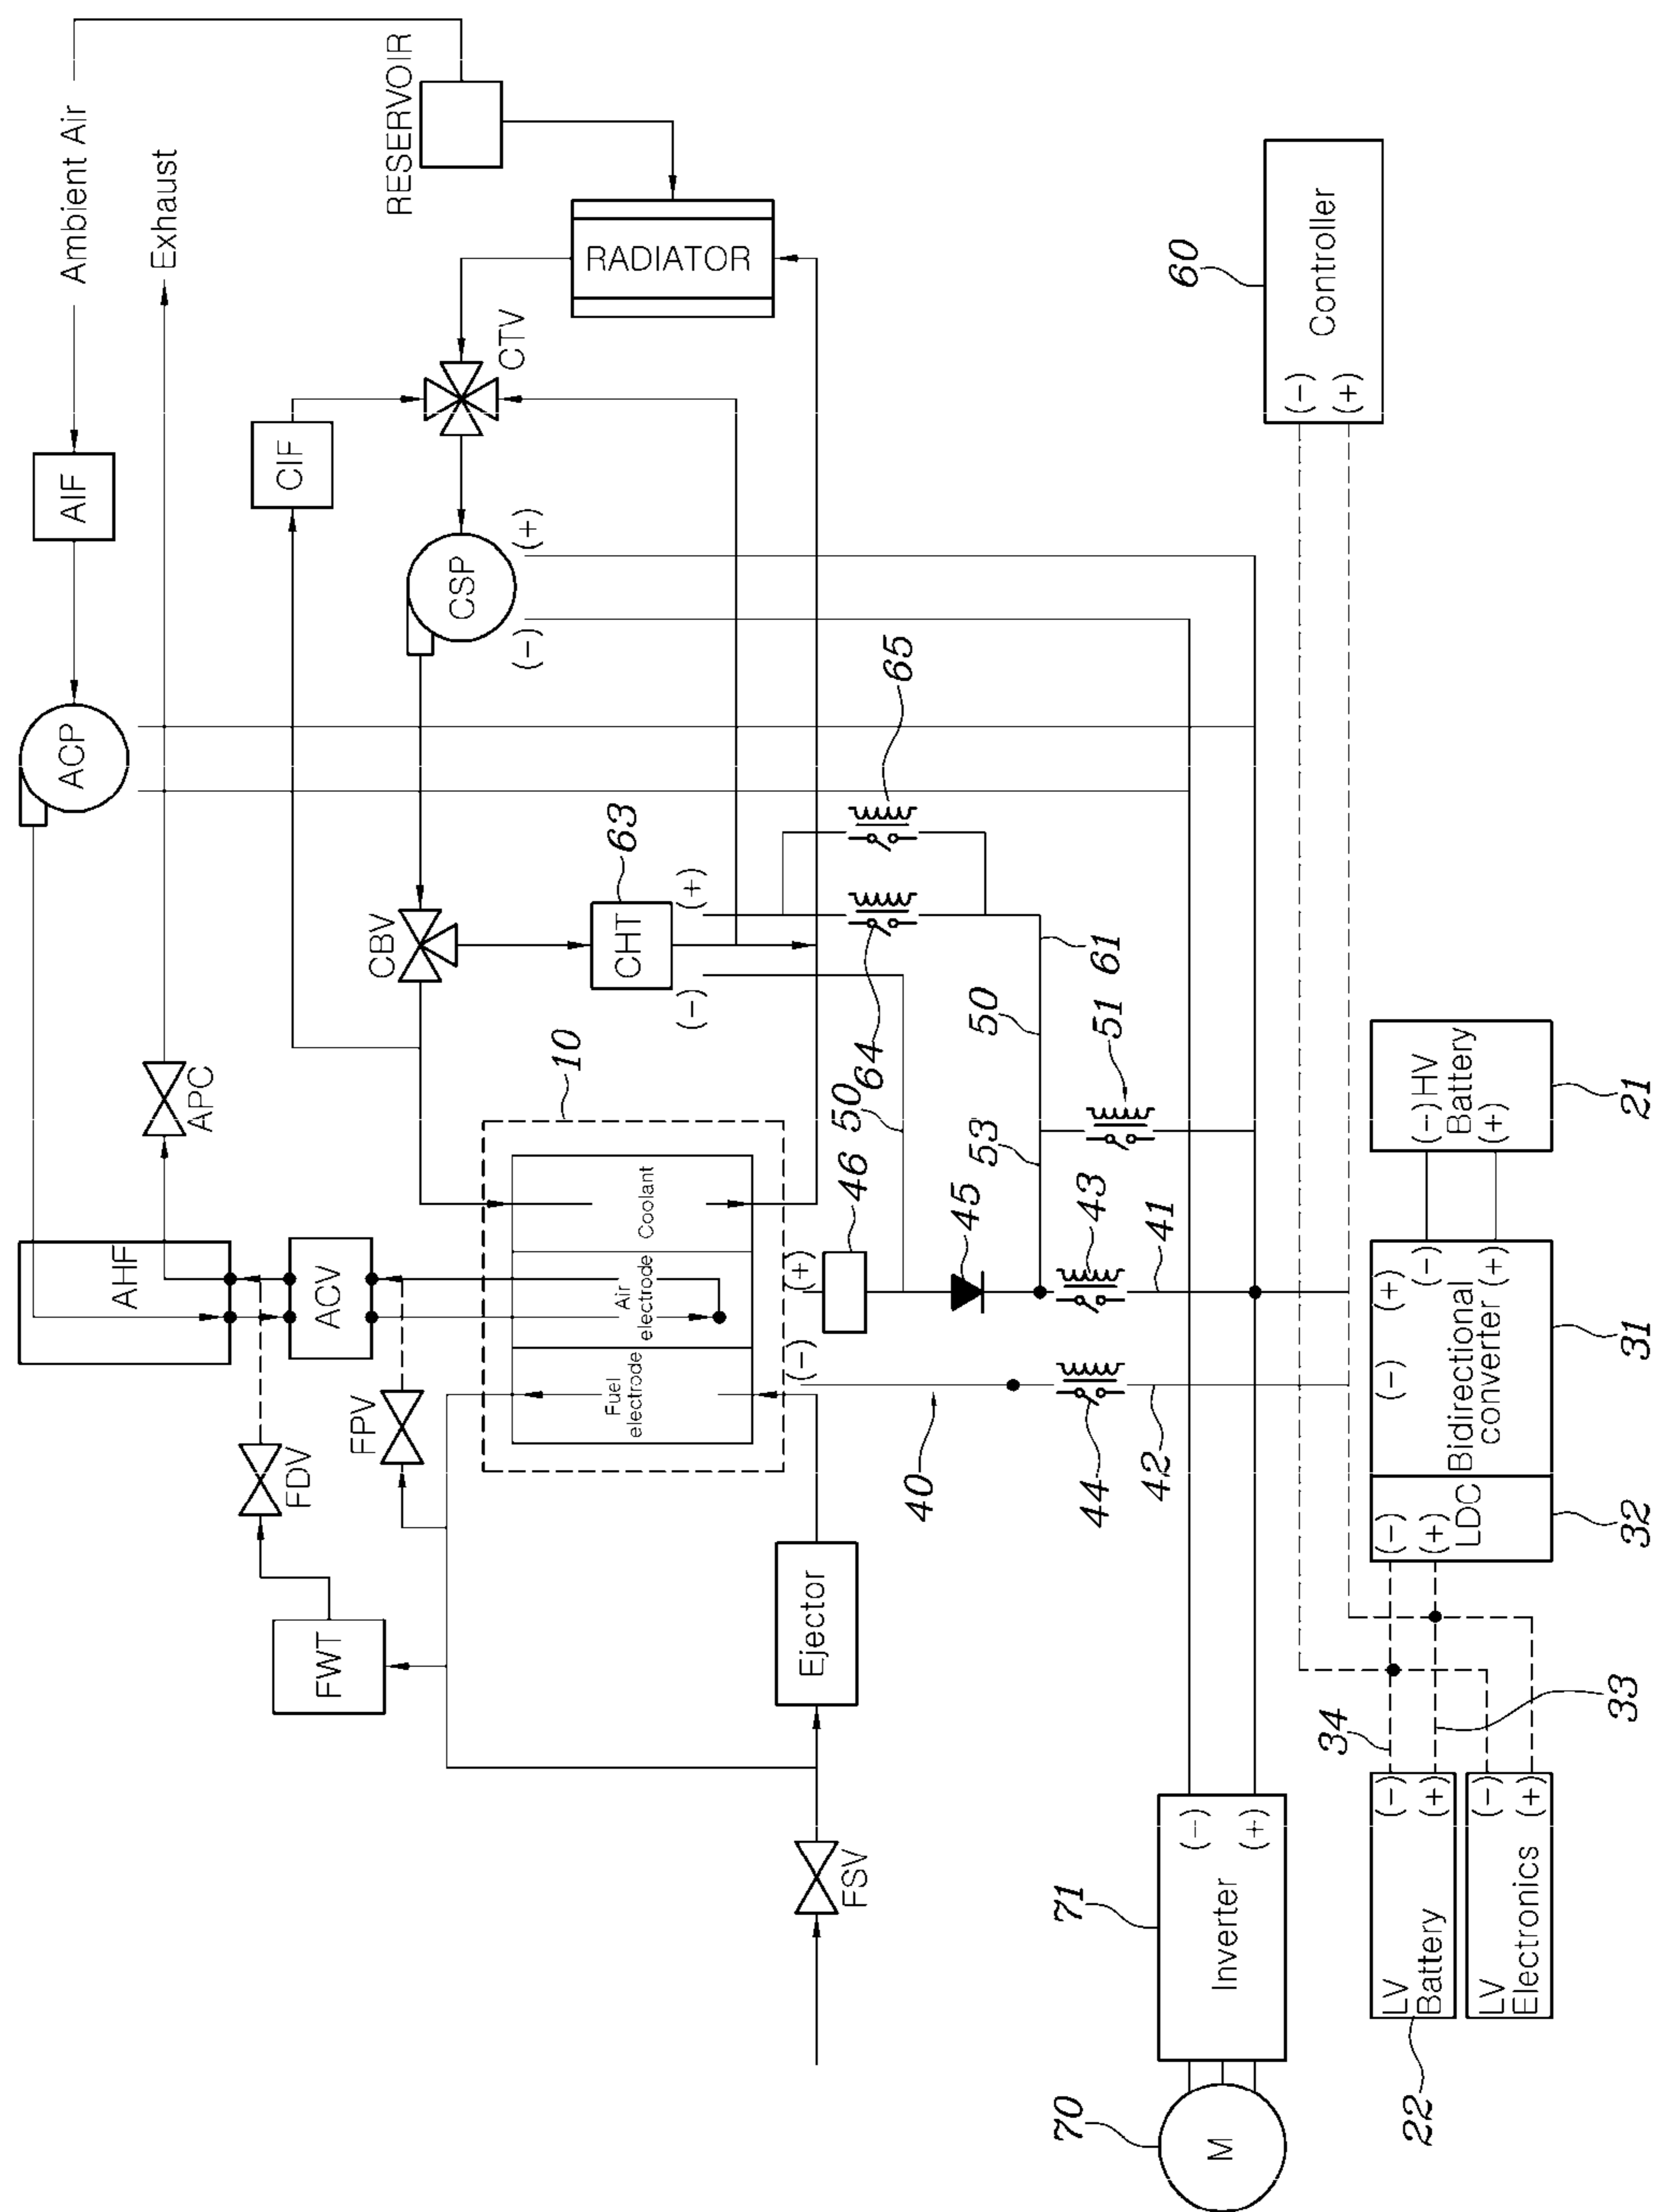 Ambient Air
Exhaust
RESERVOIR
AIF
ACP
CIF
CTV
RADIATOR
CSP
(+)
(-)
65
60
Controller
(-)
(+)
CBV
CHT
63
(+)
(-)
64
61
50
50
51
53
APC
10
AHF
ACV
Coolant
Air
electrode
Fuel
electrode
(+)
(-)
46
45
43
41
40
44
42
FDV
FPV
FWT
Ejector
FSV
(-)HV
Battery
(+)
21
(-)
(+)
(+)
(-)
Bidirectional
converter
31
(-)
(+)
LDC
32
34
33
(-)
(+)
LV
Battery
22
(-)
(+)
LV
Electronics
(-)
(+)
Inverter
71
M
70